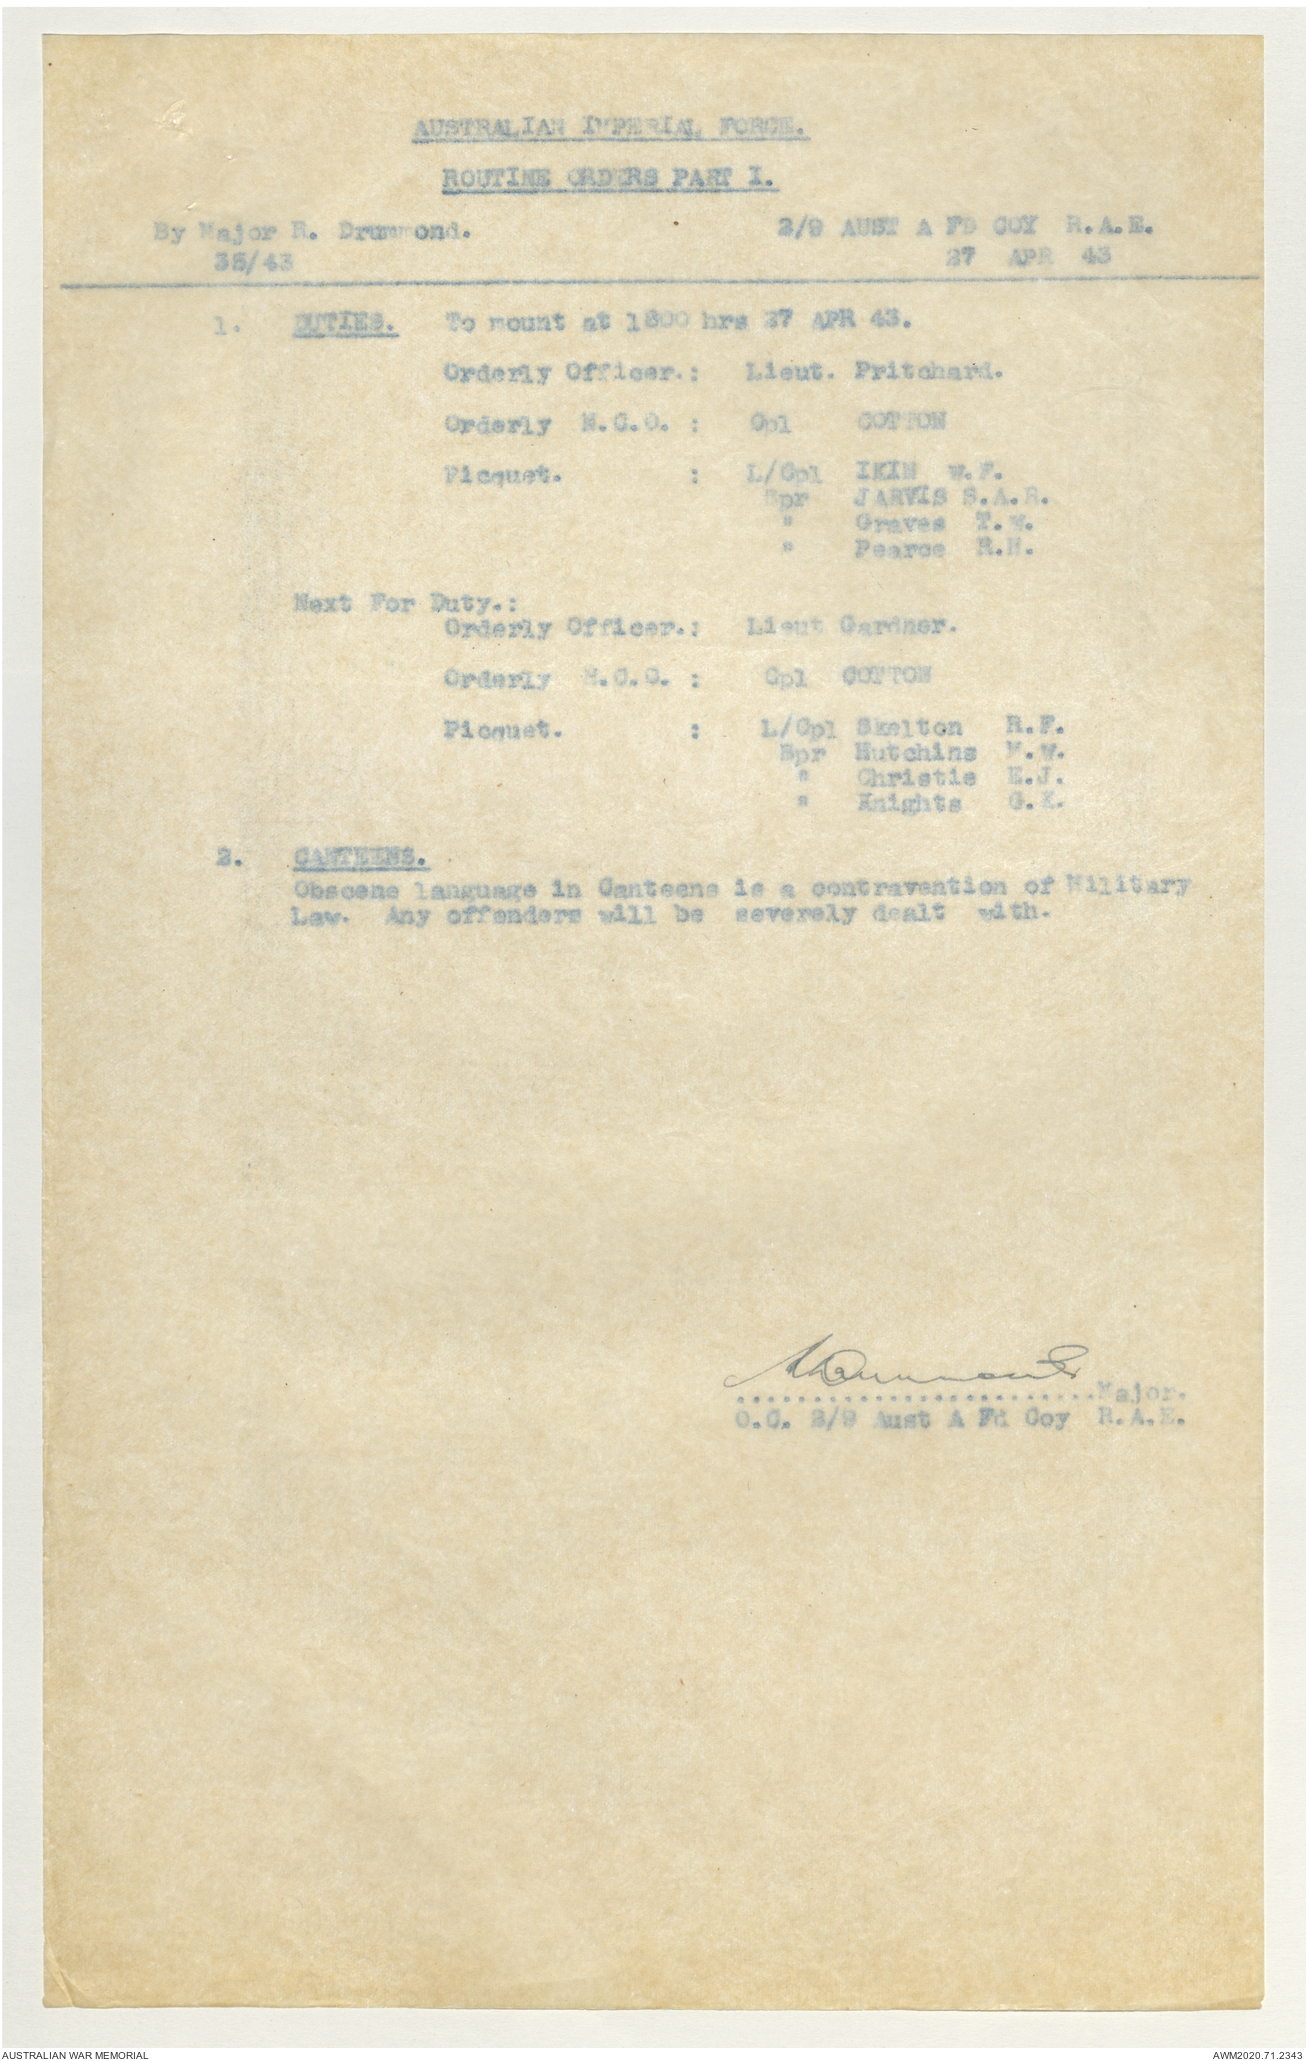 AUSTRALIAN IMPERIAL FORCE.
ROUTINE ORDERS PART I.
By Major R. Drummond. 2/9 AUST A FD COY R.A.E.
35/43 27 APR 43
1. DUTIES. To mount at 1800 hrs 27 APR 43.
Orderly Officer.: Lieut. Pritchard.
Orderly N.C.O. : Cpl COTTON
Picquet. : L/Cpl IKIN W.F.
Spr JARVIS S.A.R.
" Graves T.W.
" Pearce R.H.
Next For Duty.:
Orderly Officer.: Lieut Gardner.
Orderly N.C.O. : Cpl COTTON
Picquet. : L/Cpl Skelton R.F.
Spr Hutchins M.W.
" Christie E.J.
" Knights G.K.
2. CANTEENS.
Obscene language in Canteens is a contravention of Military
Law. Any offenders will be severely dealt with.
RDrummond
..........................Major.
O.C. 2/9 Aust A Fd Coy R.A.E.
AUSTRALIAN WAR MEMORIAL AWM2020.71.2343